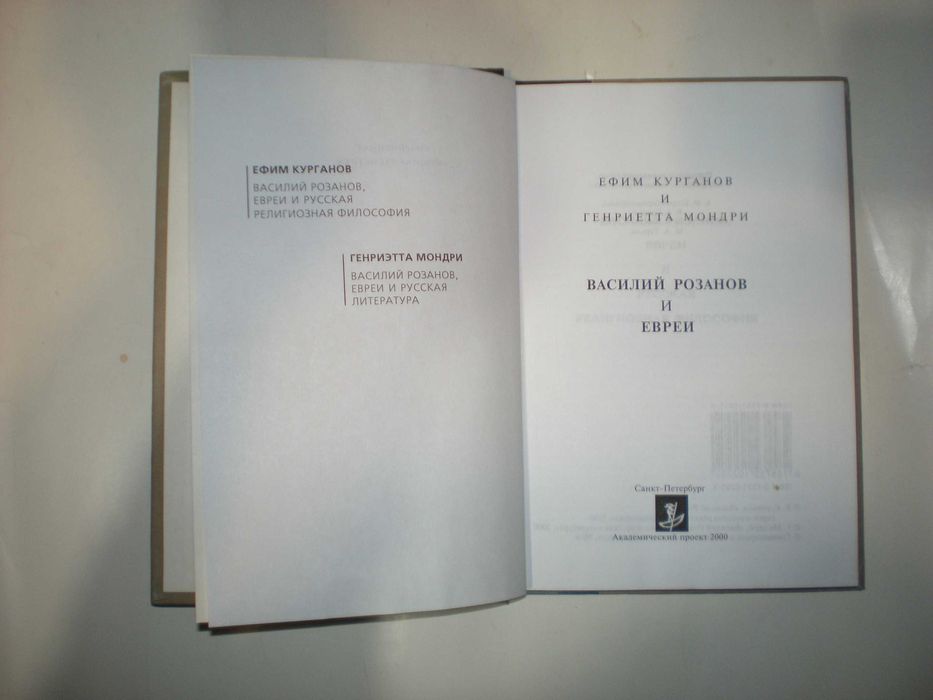 ЕФИМ КУРГАНОВ
ВАСИЛИЙ РОЗАНОВ,
ЕВРЕИ И РУССКАЯ
РЕЛИГИОЗНАЯ ФИЛОСОФИЯ
ГЕНРИЭТТА МОНДРИ
ВАСИЛИЙ РОЗАНОВ,
ЕВРЕИ И РУССКАЯ
ЛИТЕРАТУРА
ЕФИМ КУРГАНОВ
И
ГЕНРИЕТТА МОНДРИ
ВАСИЛИЙ РОЗАНОВ
И
ЕВРЕИ
Санкт-Петербург
Академический проект 2000